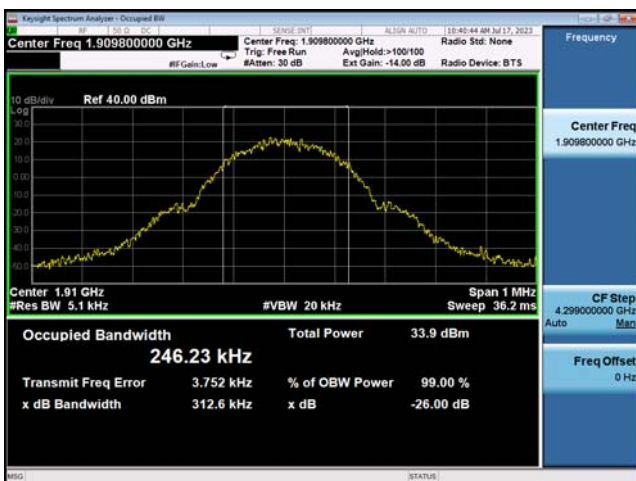 Keysight Spectrum Analyzer - Occupied BW
RF 50 Ω DC SENSE:INT ALIGN AUTO 10:40:44 AM Jul 17, 2023
Center Freq 1.909800000 GHz
Center Freq: 1.909800000 GHz Radio Std: None
Trig: Free Run Avg|Hold:>100/100
#IFGain:Low #Atten: 30 dB Ext Gain: -14.00 dB Radio Device: BTS
10 dB/div Ref 40.00 dBm
Log
30.0
20.0
10.0
0.00
-10.0
-20.0
-30.0
-40.0
-50.0
Center 1.91 GHz Span 1 MHz
#Res BW 5.1 kHz #VBW 20 kHz Sweep 36.2 ms
Occupied Bandwidth Total Power 33.9 dBm
246.23 kHz
Transmit Freq Error 3.752 kHz % of OBW Power 99.00 %
x dB Bandwidth 312.6 kHz x dB -26.00 dB
MSG STATUS
Frequency
Center Freq
1.909800000 GHz
CF Step
4.299000000 GHz
Auto Man
Freq Offset
0 Hz